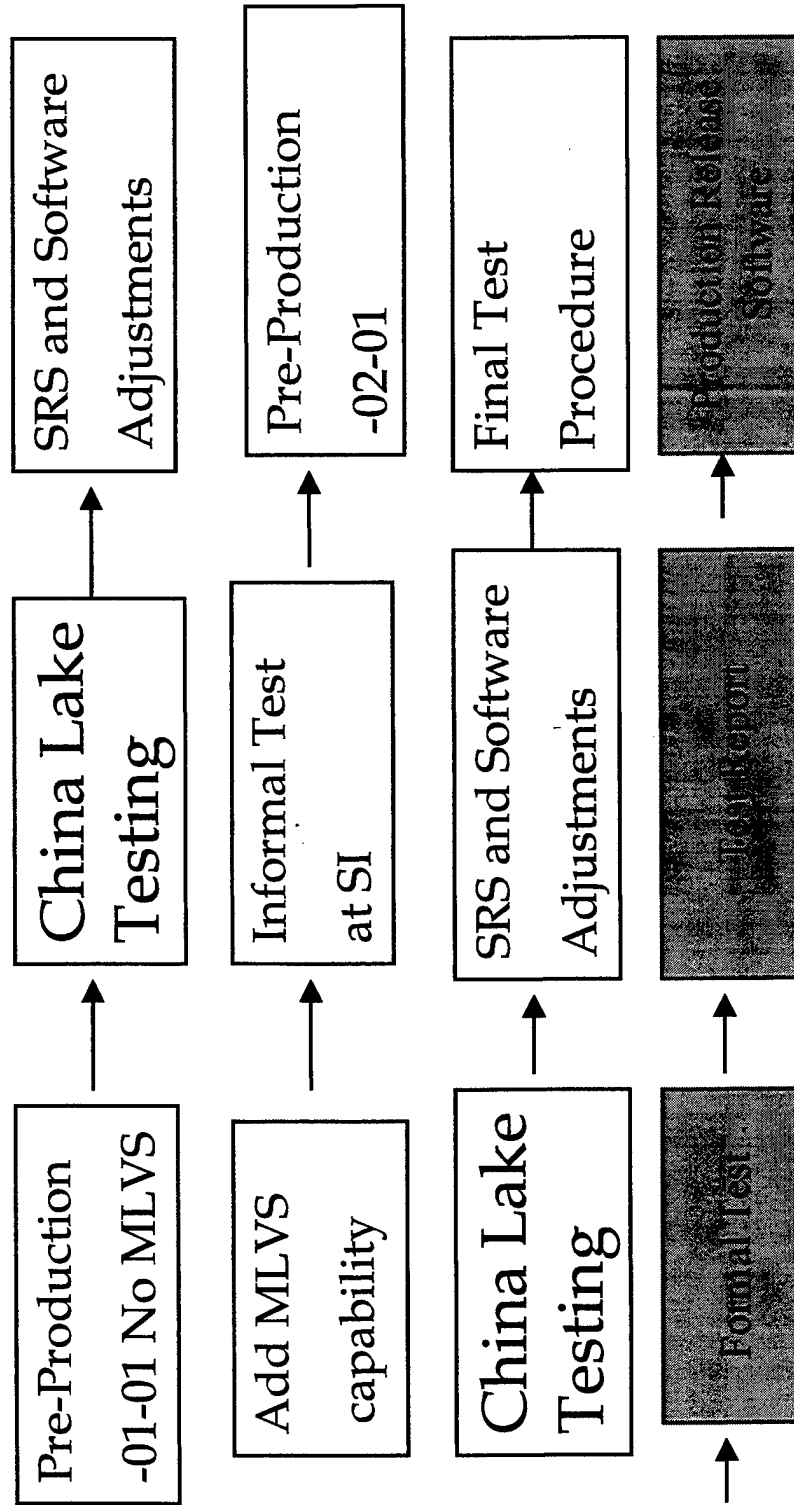 Pre-Production
-01-01 No MLVS
China Lake
Testing
SRS and Software
Adjustments
Add MLVS
capability
Informal Test
at SI
Pre-Production
-02-01
China Lake
Testing
SRS and Software
Adjustments
Final Test
Procedure
Formal Test
Test Report
Production Release
Software